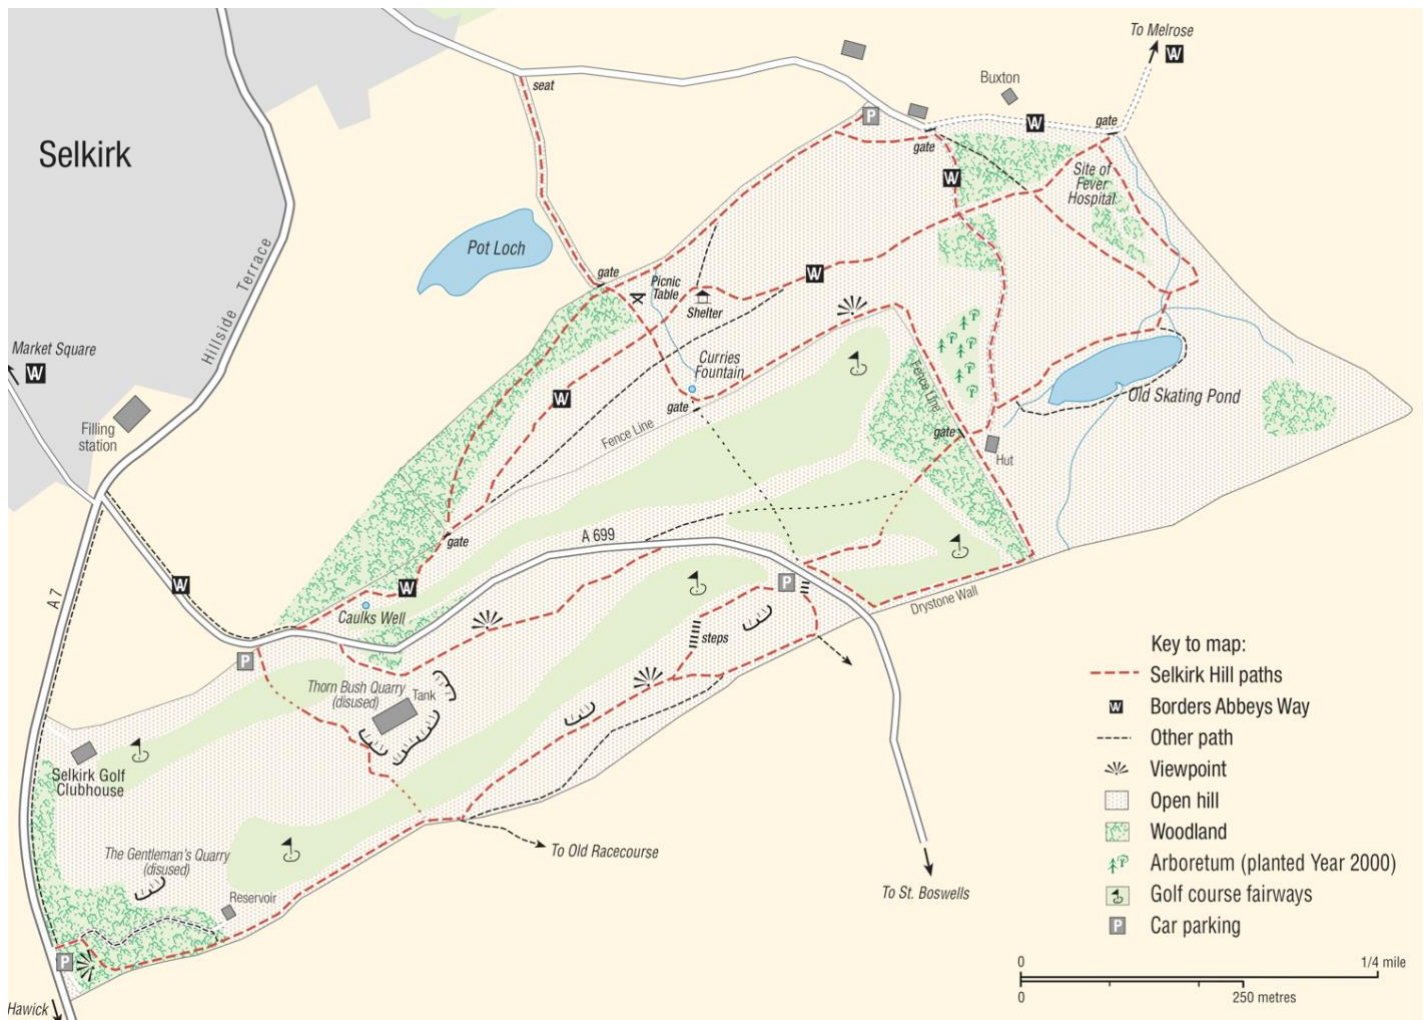 To Melrose
W
seat
Buxton
P
gate
W
gate
Selkirk
Site of
Fever
Hospital
W
Hillside Terrace
Pot Loch
gate
Picnic
Table
W
Shelter
Market Square
W
Curries
Fountain
W
gate
Fence Line
Fence Line
Old Skating Pond
Filling
station
gate
Hut
gate
A 699
A 7
W
W
Caulks Well
P
Drystone Wall
P
steps
Thorn Bush Quarry
(disused)
Tank
Selkirk Golf
Clubhouse
The Gentleman's Quarry
(disused)
To Old Racecourse
Reservoir
To St. Boswells
P
Hawick
Key to map:
Selkirk Hill paths
W Borders Abbeys Way
Other path
Viewpoint
Open hill
Woodland
Arboretum (planted Year 2000)
Golf course fairways
P Car parking
0 1/4 mile
0 250 metres